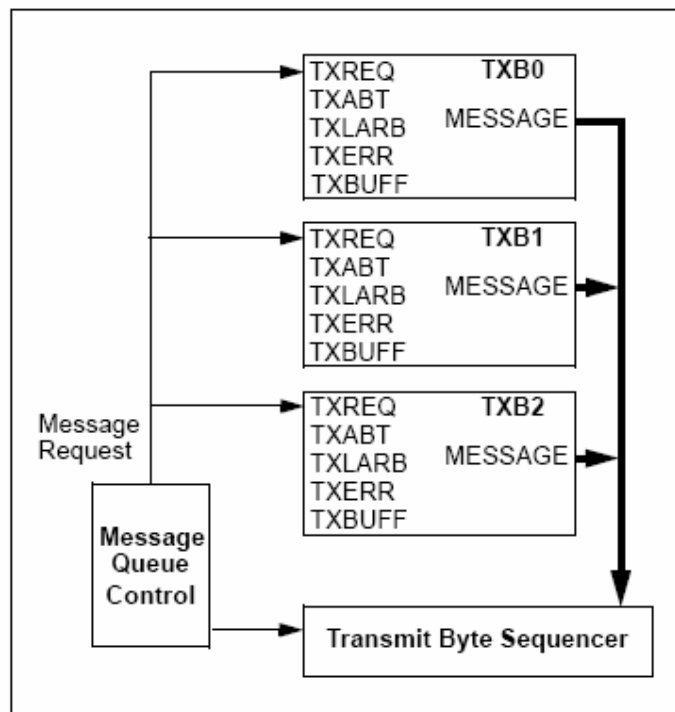 TXREQ TXB0
TXABT
MESSAGE
TXLARB
TXERR
TXBUFF
TXREQ TXB1
TXABT
MESSAGE
TXLARB
TXERR
TXBUFF
TXREQ TXB2
TXABT
MESSAGE
TXLARB
TXERR
TXBUFF
Message
Request
Message
Queue
Control
Transmit Byte Sequencer